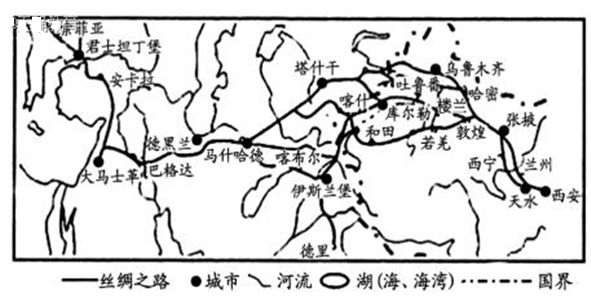 索菲亚
君士坦丁堡
安卡拉
塔什干
吐鲁番
乌鲁木齐
哈密
喀什
库尔勒
楼兰
张掖
德黑兰
马什哈德
喀布尔
和田
若羌
敦煌
大马士革
巴格达
伊斯兰堡
西宁
兰州
天水
西安
德里
丝绸之路
城市
河流
湖(海、海湾)
国界